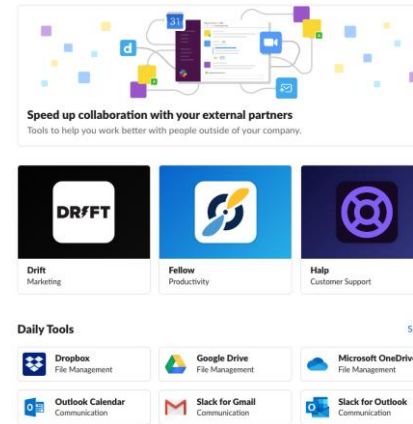 31
d
Speed up collaboration with your external partners
Tools to help you work better with people outside of your company.
DRIFT
Drift
Marketing
Fellow
Productivity
Halp
Customer Support
Daily Tools
S
Dropbox
File Management
Google Drive
File Management
Microsoft OneDrive
File Management
Outlook Calendar
Communication
Slack for Gmail
Communication
Slack for Outlook
Communication